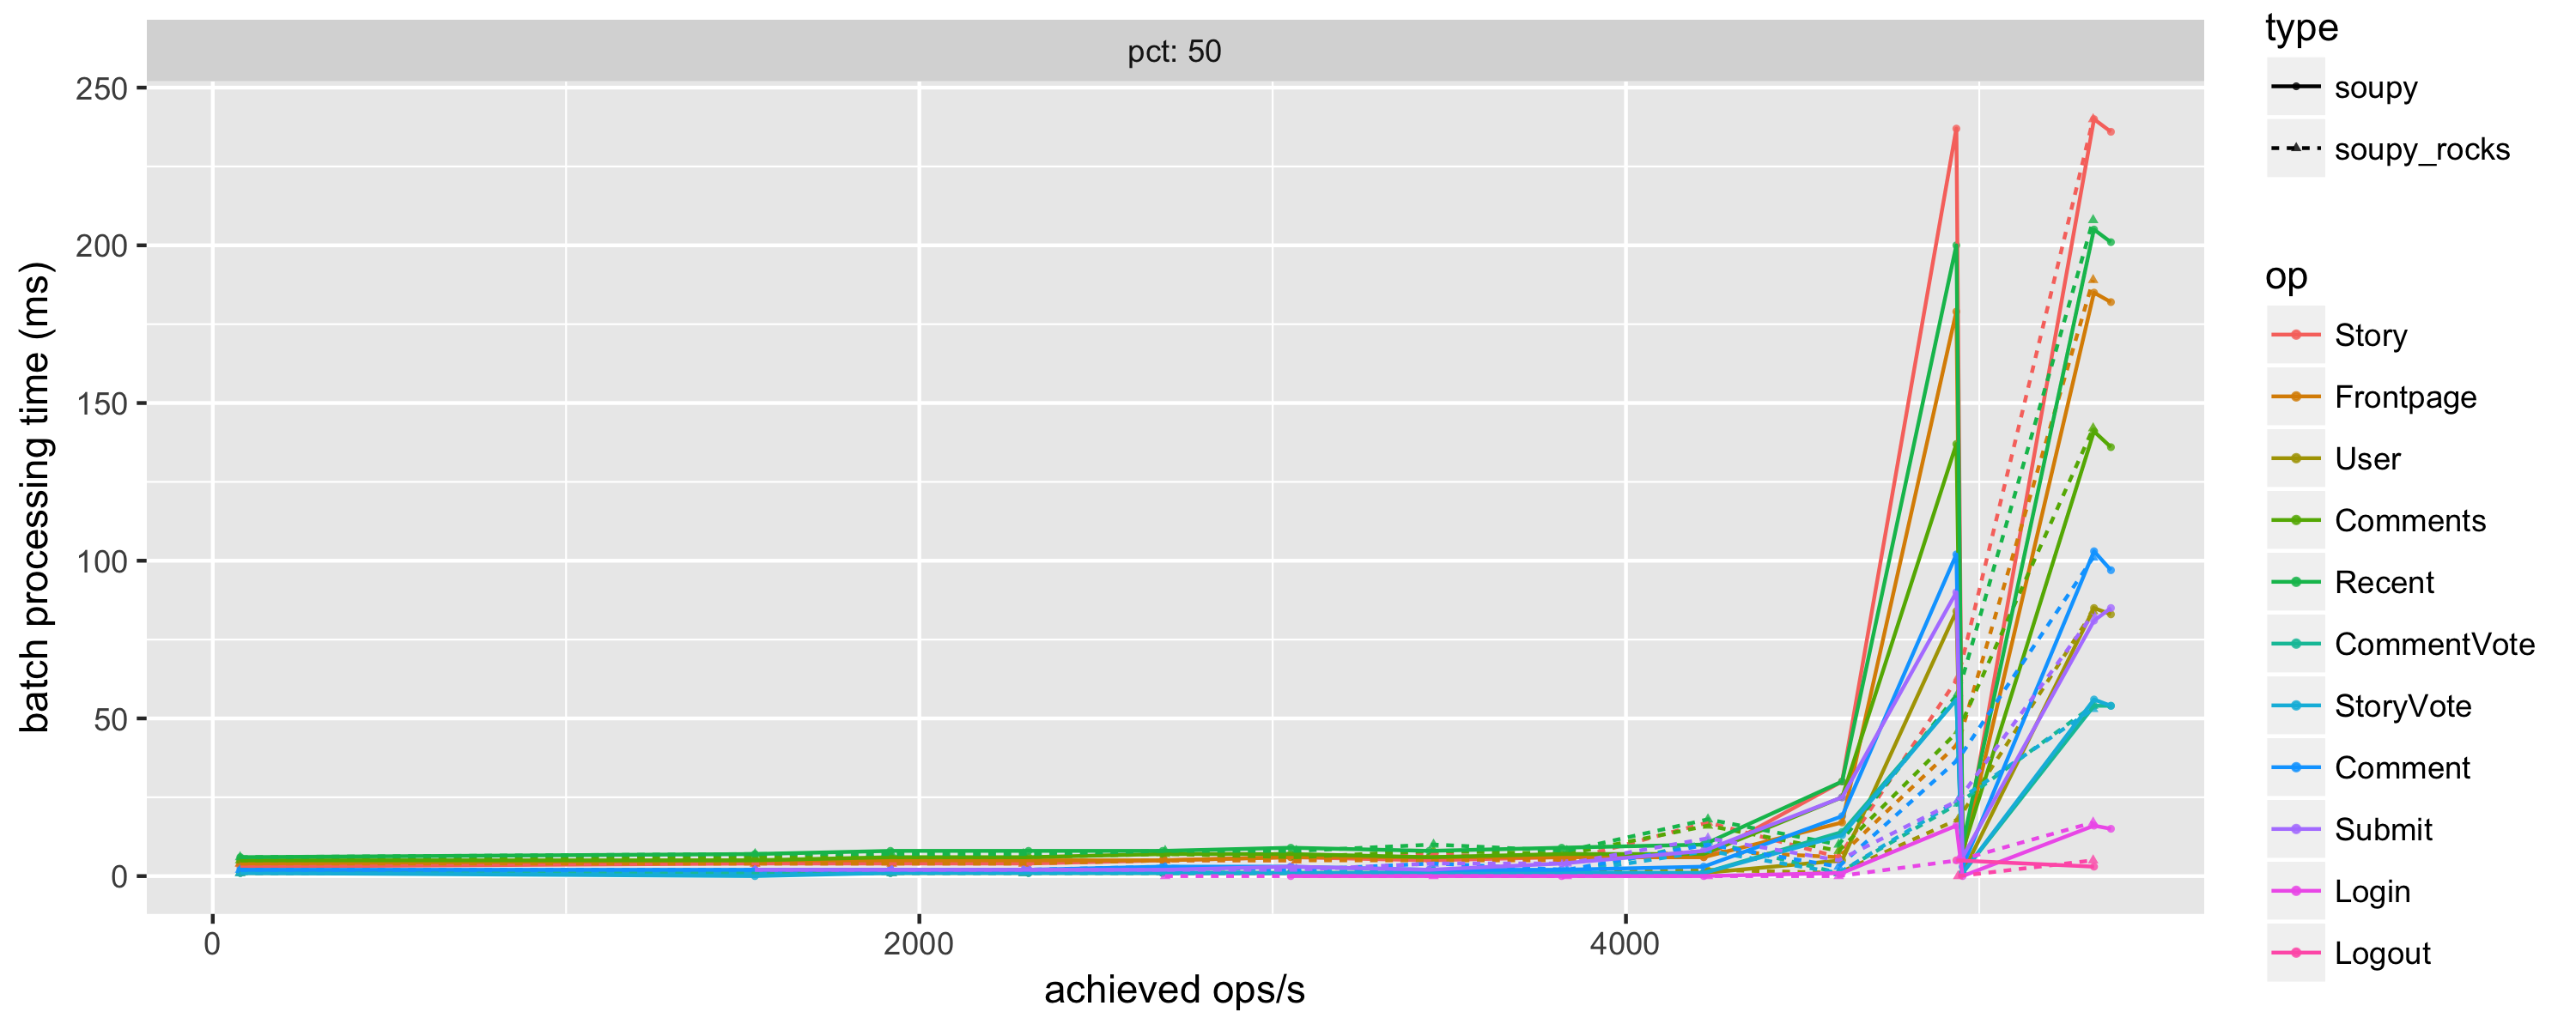 pct: 50
250
200
150
100
50
0
batch processing time (ms)
0
2000
4000
achieved ops/s
type
soupy
soupy_rocks
op
Story
Frontpage
User
Comments
Recent
CommentVote
StoryVote
Comment
Submit
Login
Logout